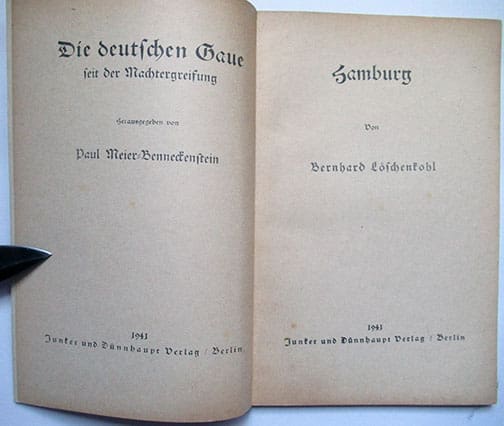 Die deutschen Gaue
seit der Machtergreifung
Herausgegeben von
Paul Meier-Benneckenstein
1941
Junker und Dünnhaupt Verlag / Berlin
Hamburg
Von
Bernhard Löschenkohl
1941
Junker und Dünnhaupt Verlag / Berlin